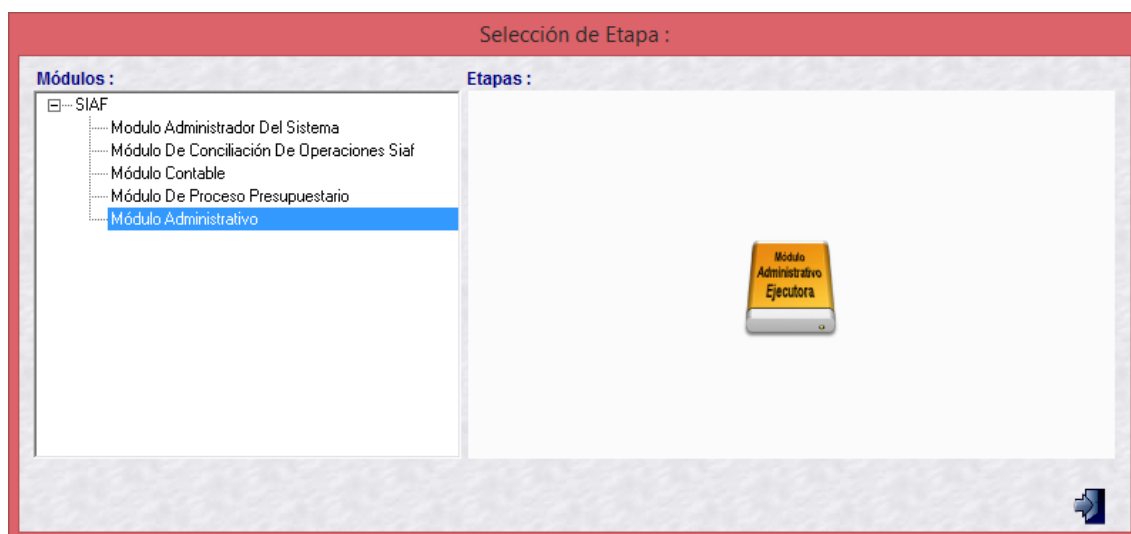 Selección de Etapa :
Módulos :
SIAF
Modulo Administrador Del Sistema
Módulo De Conciliación De Operaciones Siaf
Módulo Contable
Módulo De Proceso Presupuestario
Módulo Administrativo
Etapas :
Módulo
Administrativo
Ejecutora